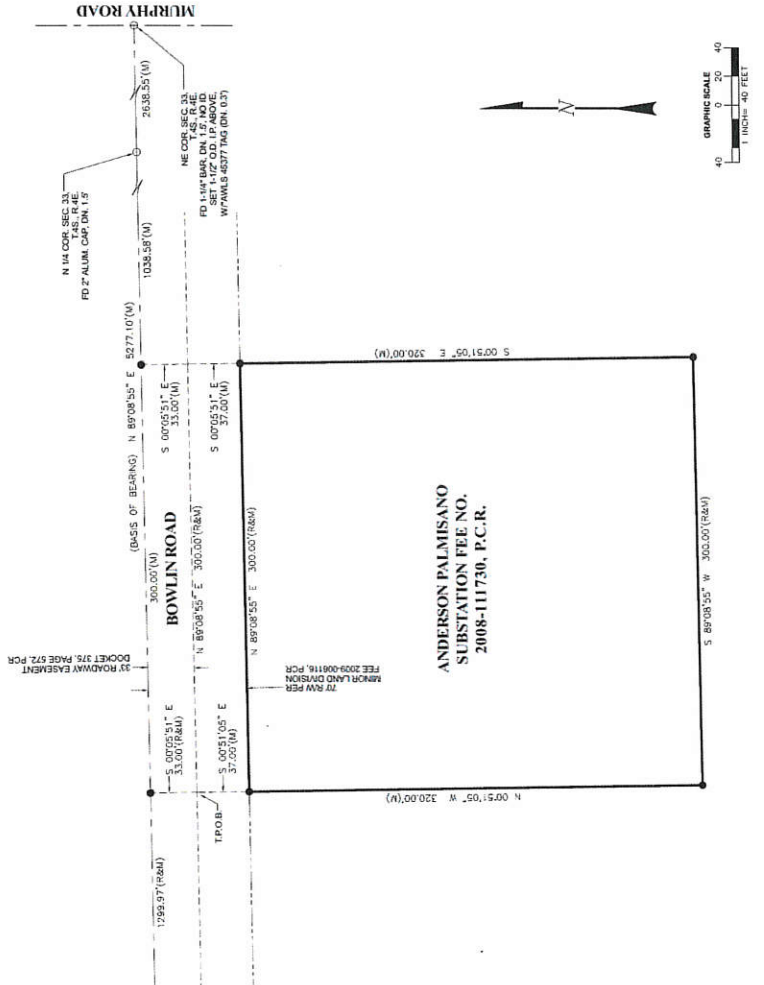 MURPHY ROAD
N 1/4 COR. SEC. 33,
T.4S., R.4E.
FD 2" ALUM. CAP, DN. 1.5'
2638.55'(M)
NE COR. SEC. 33,
T.4S., R.4E.
FD 1-1/4" BAR, DN. 1.5', NO ID.
SET 1-1/2" O.D. I.P. ABOVE,
W/"AWLS 45377 TAG (DN. 0.3')
1038.58'(M)
(BASIS OF BEARING) N 89°08'55" E 5277.10'(M)
300.00'(M)
1299.97'(R&M)
33' ROADWAY EASEMENT
DOCKET 375, PAGE 572, PCR
BOWLIN ROAD
S 00°05'51" E
33.00'(R&M)
S 00°05'51" E
33.00'(M)
N 89°08'55" E 300.00'(R&M)
T.P.O.B.
S 00°51'05" E
37.00'(M)
S 00°05'51" E
37.00'(M)
N 89°08'55" E 300.00'(R&M)
70' R/W PER
MINOR LAND DIVISION
FEE 2009-006116, PCR
N 00°51'05" W 320.00'(M)
S 00°51'05" E 320.00'(M)
ANDERSON PALMISANO
SUBSTATION FEE NO.
2008-111730, P.C.R.
S 89°08'55" W 300.00'(R&M)
N
GRAPHIC SCALE
40 0 20 40
1 INCH= 40 FEET